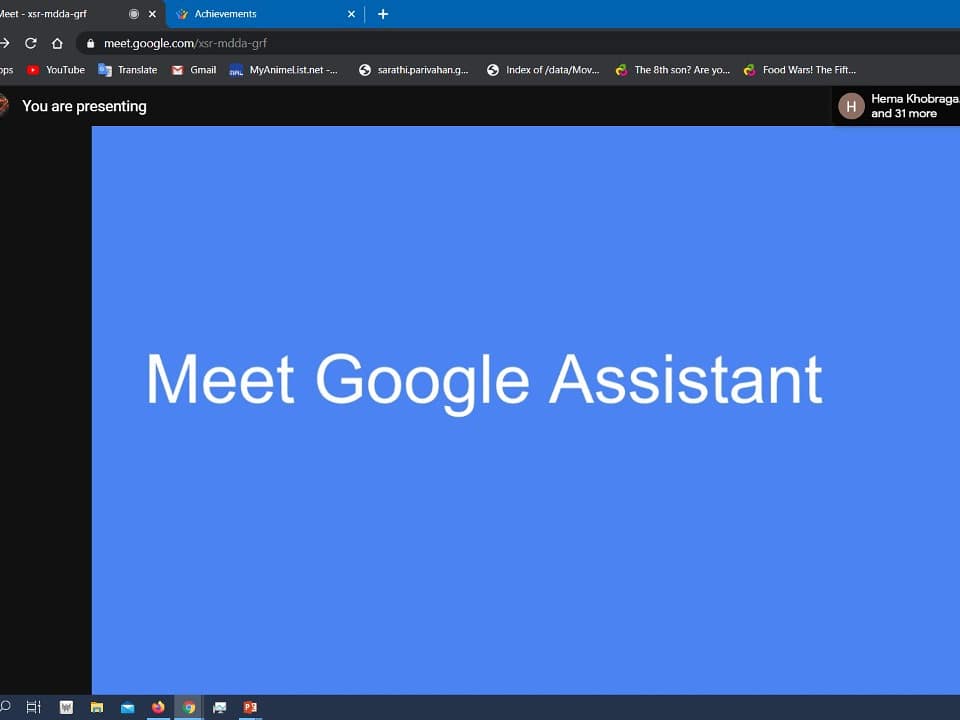 Meet - xsr-mdda-grf
Achievements
meet.google.com/xsr-mdda-grf
YouTube
Translate
Gmail
MAL
MyAnimeList.net -...
sarathi.parivahan.g...
Index of /data/Mov...
The 8th son? Are yo...
Food Wars! The Fift...
You are presenting
H
Hema Khobraga
and 31 more
Meet Google Assistant